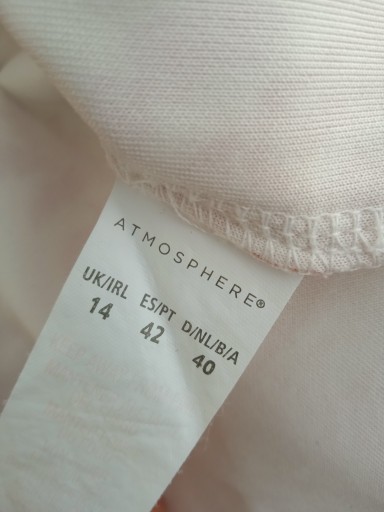 ATMOSPHERE®
UK/IRL ES/PT D/NL/B/A
14 42 40